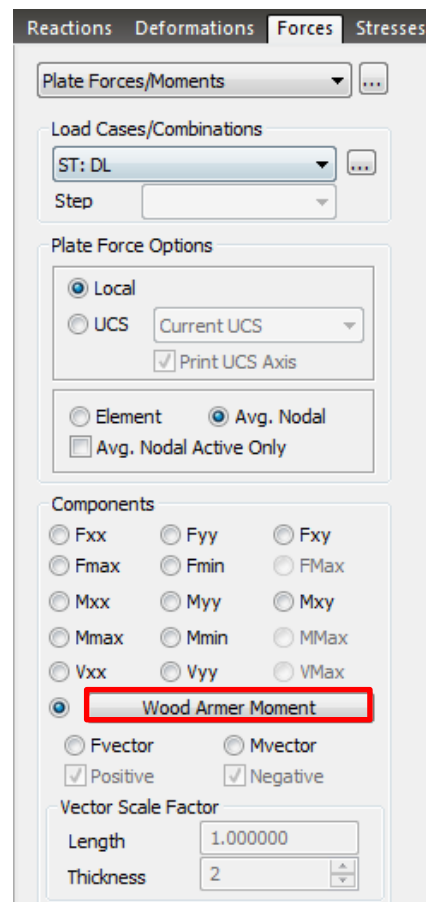 Reactions Deformations Forces Stresses
Plate Forces/Moments ...
Load Cases/Combinations
ST: DL ...
Step
Plate Force Options
Local
UCS Current UCS
Print UCS Axis
Element Avg. Nodal
Avg. Nodal Active Only
Components
Fxx Fyy Fxy
Fmax Fmin FMax
Mxx Myy Mxy
Mmax Mmin MMax
Vxx Vyy VMax
Wood Armer Moment
Fvector Mvector
Positive Negative
Vector Scale Factor
Length 1.000000
Thickness 2